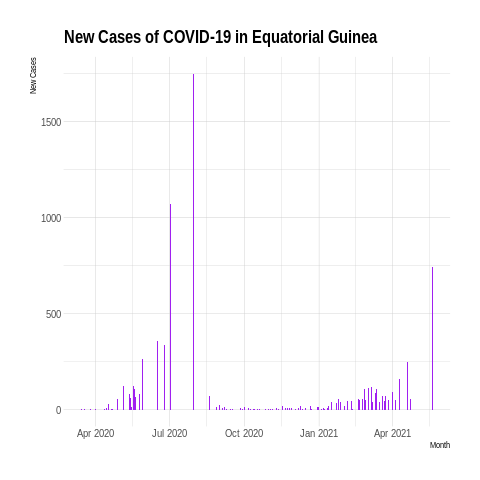 New Cases of COVID-19 in Equatorial Guinea
New Cases
1500
1000
500
0
Apr 2020 Jul 2020 Oct 2020 Jan 2021 Apr 2021
Month